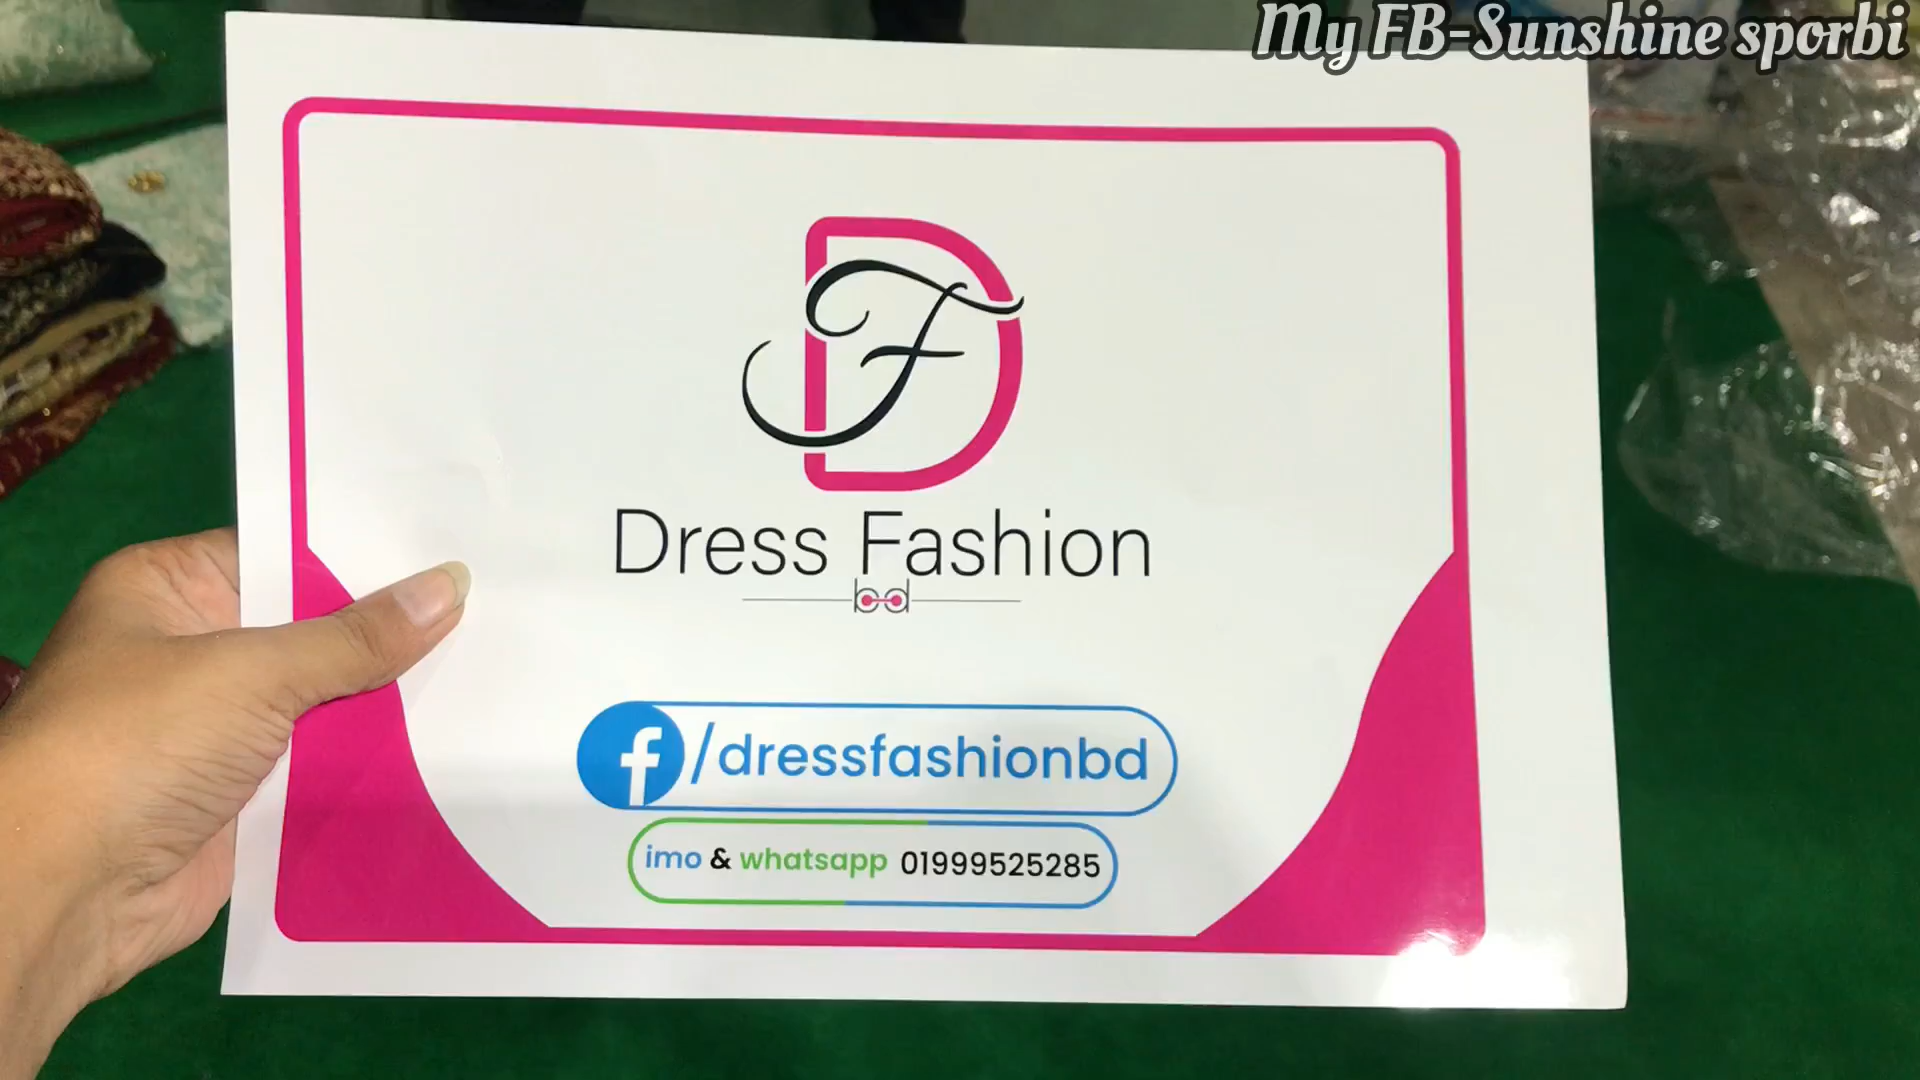 My FB-Sunshine sporbi
DF
Dress Fashion
bd
f/dressfashionbd
imo & whatsapp 01999525285